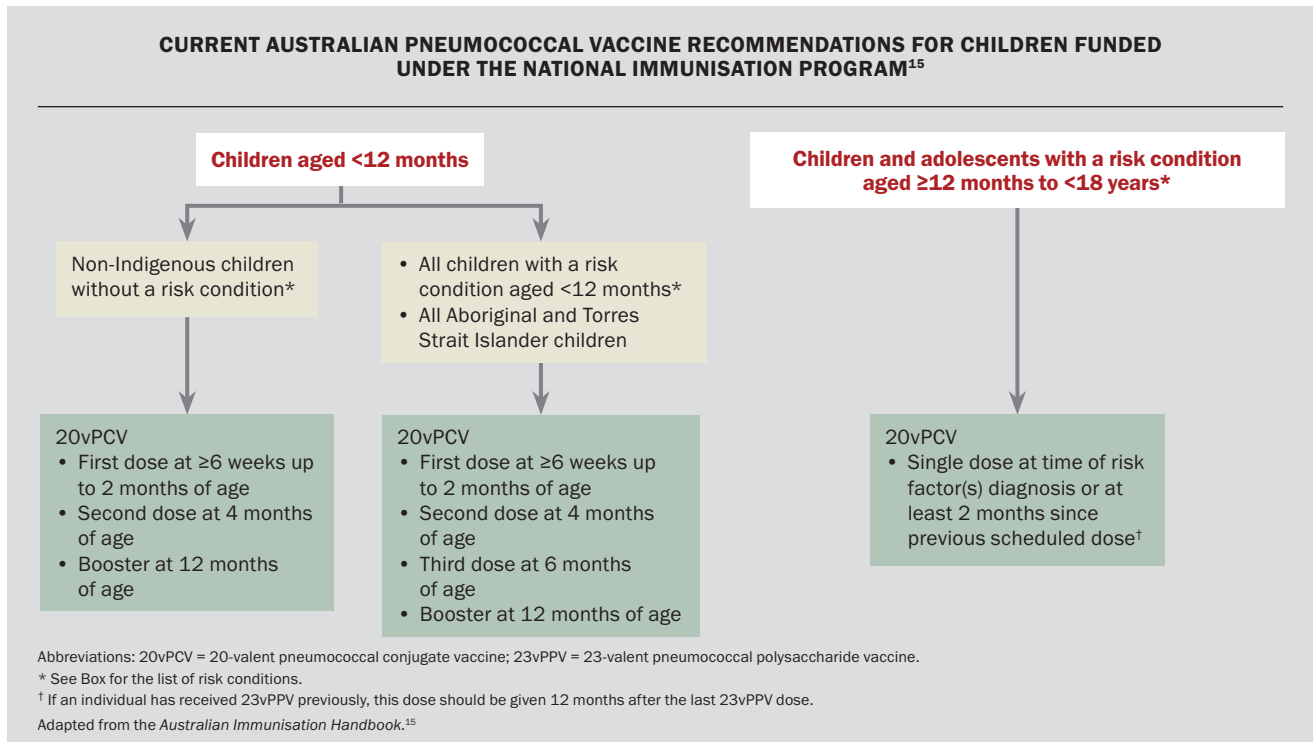 CURRENT AUSTRALIAN PNEUMOCOCCAL VACCINE RECOMMENDATIONS FOR CHILDREN FUNDED
UNDER THE NATIONAL IMMUNISATION PROGRAM¹⁵
Children aged <12 months
Non-Indigenous children
without a risk condition*
• All children with a risk
condition aged <12 months*
• All Aboriginal and Torres
Strait Islander children
20vPCV
• First dose at ≥6 weeks up
to 2 months of age
• Second dose at 4 months
of age
• Booster at 12 months
of age
20vPCV
• First dose at ≥6 weeks up
to 2 months of age
• Second dose at 4 months
of age
• Third dose at 6 months
of age
• Booster at 12 months of age
Children and adolescents with a risk condition
aged ≥12 months to <18 years*
20vPCV
• Single dose at time of risk
factor(s) diagnosis or at
least 2 months since
previous scheduled dose†
Abbreviations: 20vPCV = 20-valent pneumococcal conjugate vaccine; 23vPPV = 23-valent pneumococcal polysaccharide vaccine.
* See Box for the list of risk conditions.
† If an individual has received 23vPPV previously, this dose should be given 12 months after the last 23vPPV dose.
Adapted from the Australian Immunisation Handbook.¹⁵